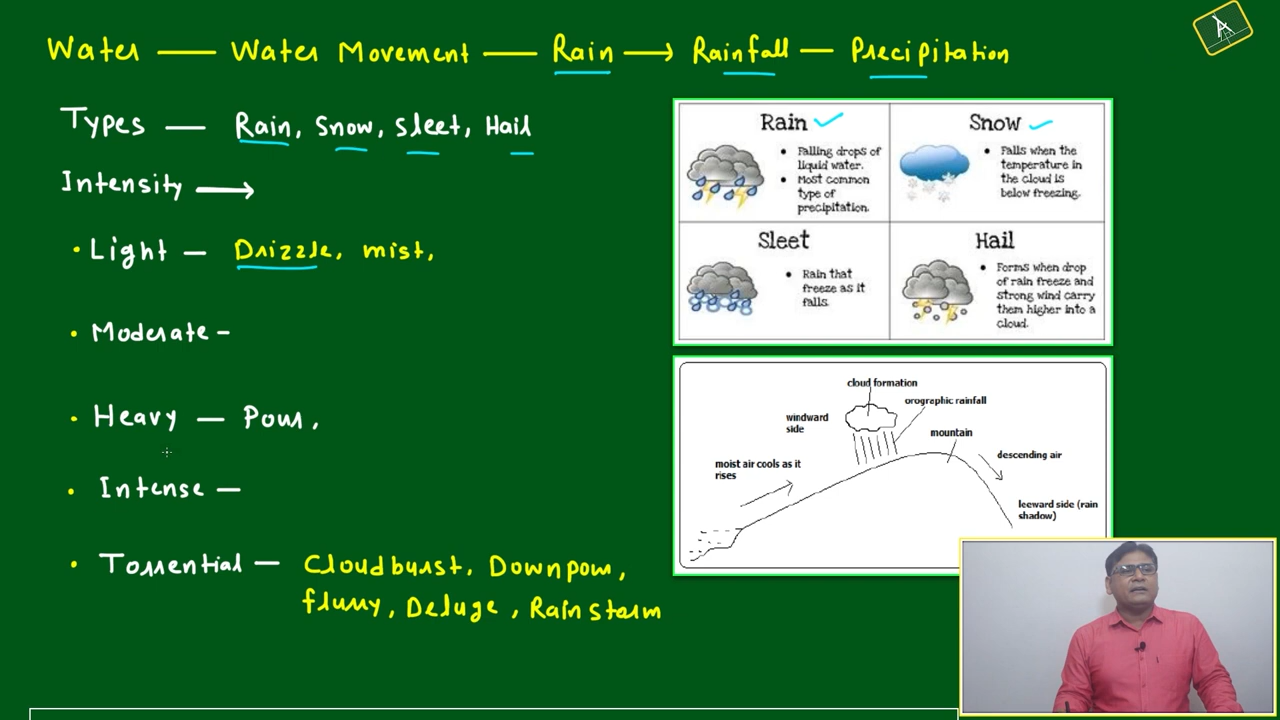 Water — Water Movement — Rain → Rainfall — Precipitation
Types — Rain, Snow, Sleet, Hail
Intensity →
• Light — Drizzle, mist,
• Moderate -
• Heavy — Pour,
• Intense —
• Torrential — Cloudburst, Downpour,
flurry, Deluge, Rainstorm
Rain
• Falling drops of
liquid water.
• Most common
type of
precipitation.
Snow
• Falls when the
temperature in
the cloud is
below freezing.
Sleet
• Rain that
freeze as it
falls.
Hail
• Forms when drop
of rain freeze and
strong wind carry
them higher into a
cloud.
cloud formation
orographic rainfall
windward
side
mountain
descending air
moist air cools as it
rises
leeward side (rain
shadow)